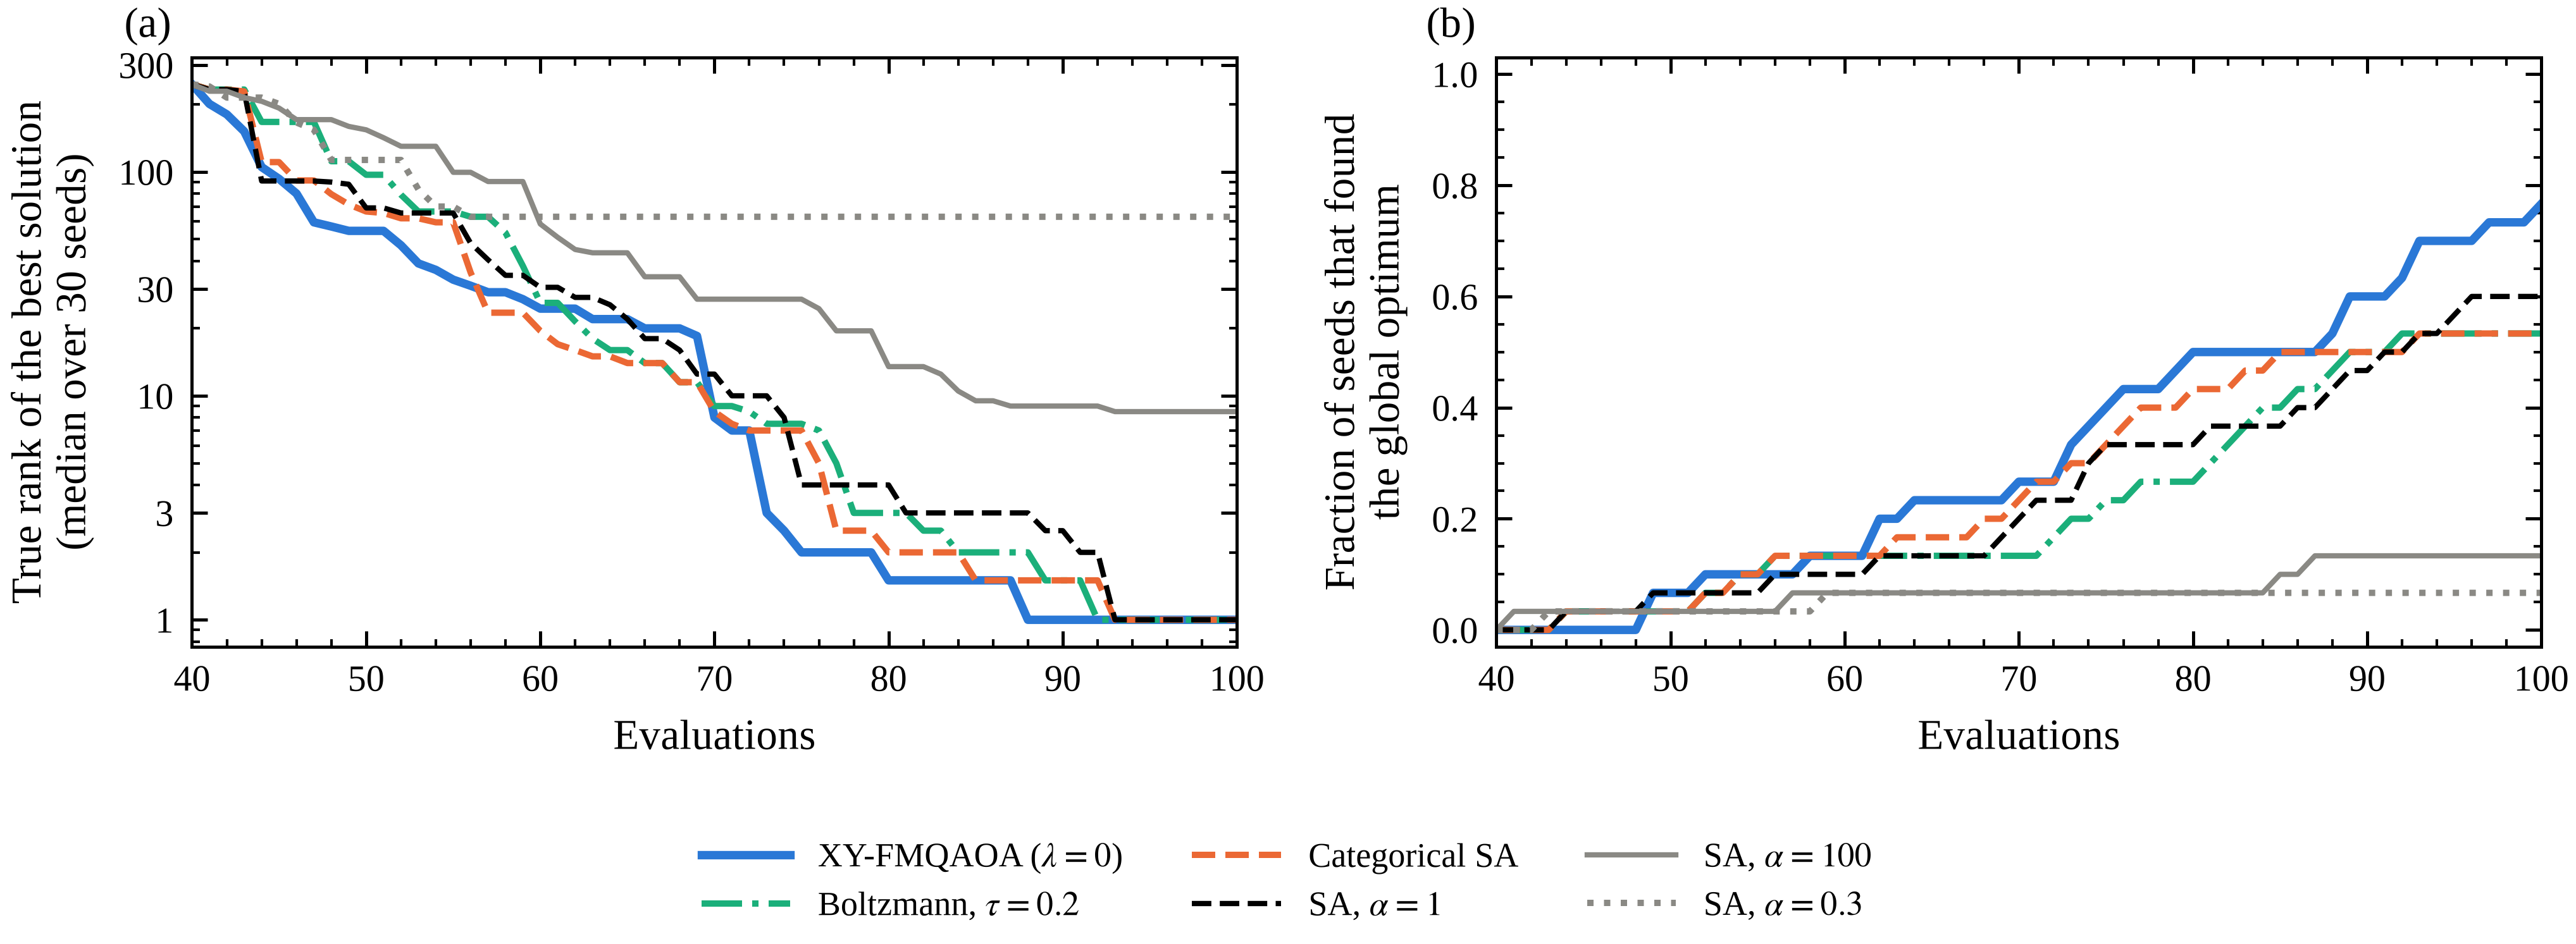 (a)
True rank of the best solution
(median over 30 seeds)
300
100
30
10
3
1
40 50 60 70 80 90 100
Evaluations
(b)
Fraction of seeds that found
the global optimum
1.0
0.8
0.6
0.4
0.2
0.0
40 50 60 70 80 90 100
Evaluations
XY-FMQAOA (λ = 0)
Categorical SA
SA, α = 100
Boltzmann, τ = 0.2
SA, α = 1
SA, α = 0.3